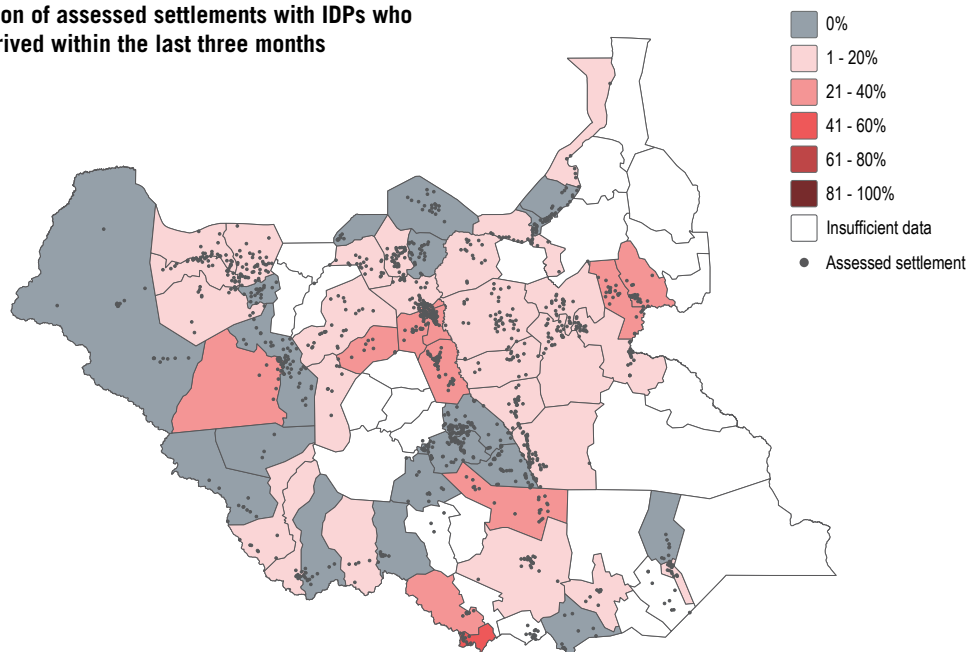 ion of assessed settlements with IDPs who
rived within the last three months
0%
1 - 20%
21 - 40%
41 - 60%
61 - 80%
81 - 100%
Insufficient data
Assessed settlement